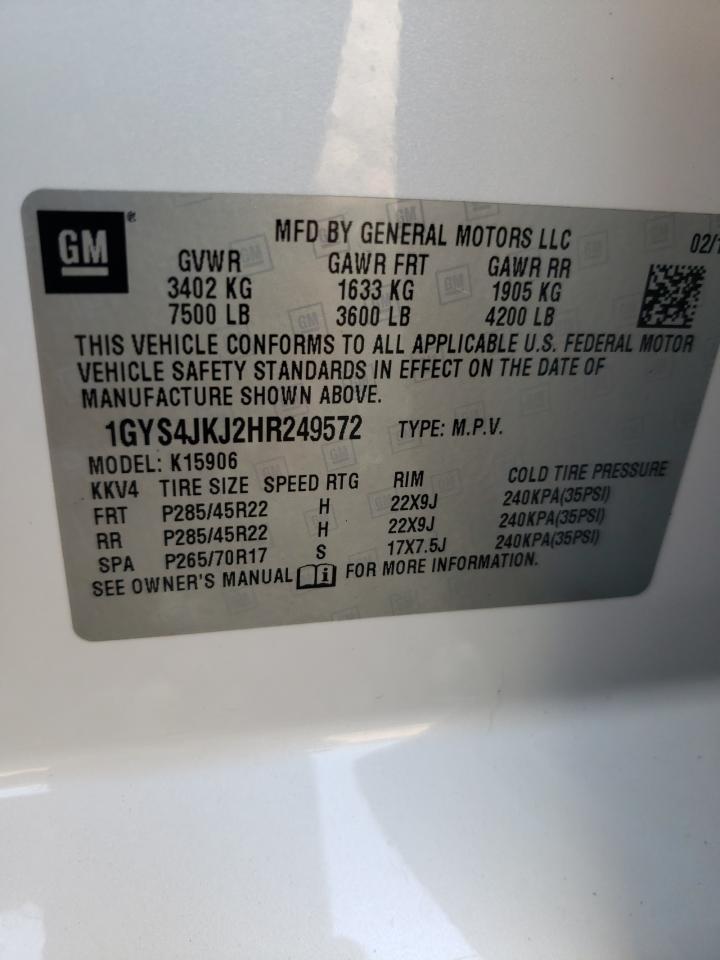 GM®
MFD BY GENERAL MOTORS LLC 02/1
GVWR GAWR FRT GAWR RR
3402 KG 1633 KG 1905 KG
7500 LB 3600 LB 4200 LB
THIS VEHICLE CONFORMS TO ALL APPLICABLE U.S. FEDERAL MOTOR
VEHICLE SAFETY STANDARDS IN EFFECT ON THE DATE OF
MANUFACTURE SHOWN ABOVE.
1GYS4JKJ2HR249572 TYPE: M.P.V.
MODEL: K15906
KKV4 TIRE SIZE SPEED RTG RIM COLD TIRE PRESSURE
FRT P285/45R22 H 22X9J 240KPA(35PSI)
RR P285/45R22 H 22X9J 240KPA(35PSI)
SPA P265/70R17 S 17X7.5J 240KPA(35PSI)
SEE OWNER'S MANUAL i FOR MORE INFORMATION.